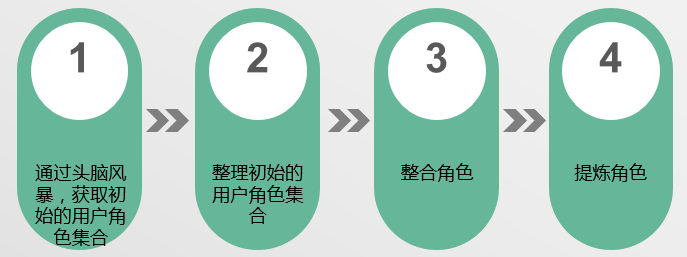 1
通过头脑风
暴，获取初
始的用户角
色集合
2
整理初始的
用户角色集
合
3
整合角色
4
提炼角色